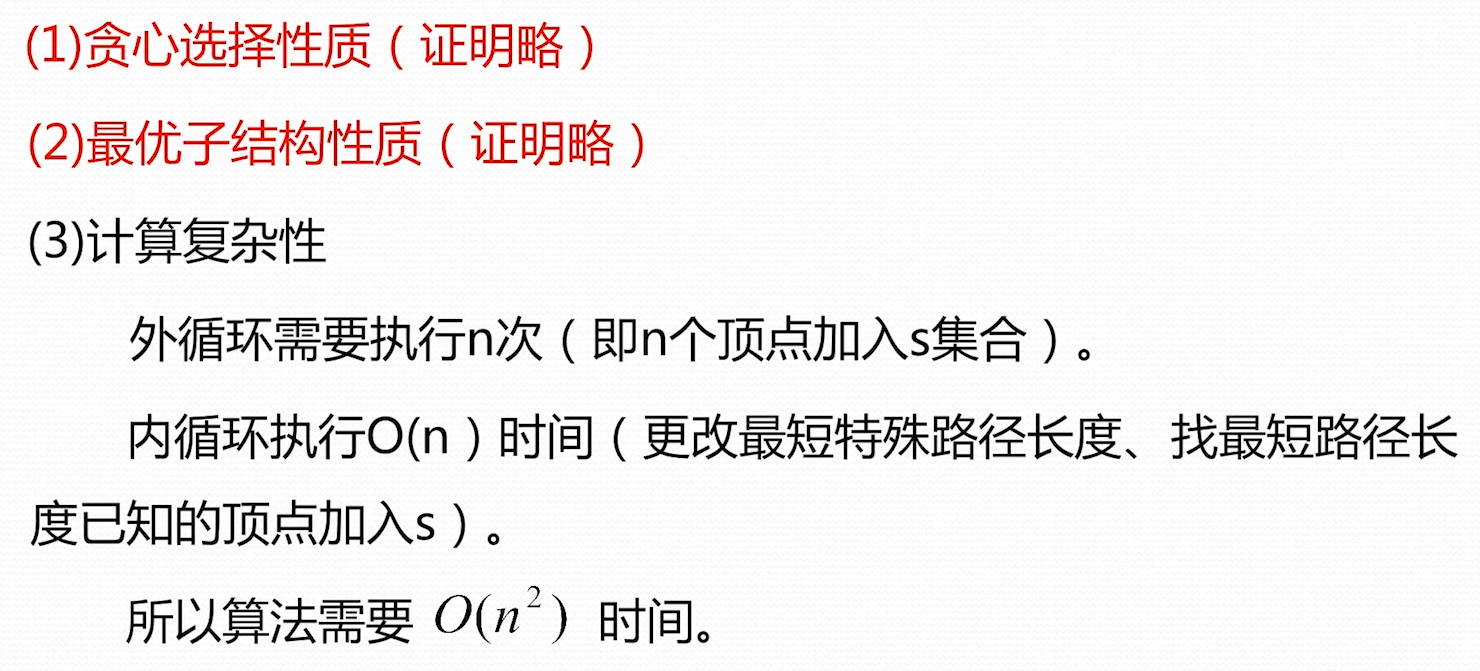 (1)贪心选择性质（证明略）
(2)最优子结构性质（证明略）
(3)计算复杂性
外循环需要执行n次（即n个顶点加入s集合）。
内循环执行O(n）时间（更改最短特殊路径长度、找最短路径长
度已知的顶点加入s）。
所以算法需要 O(n²) 时间。